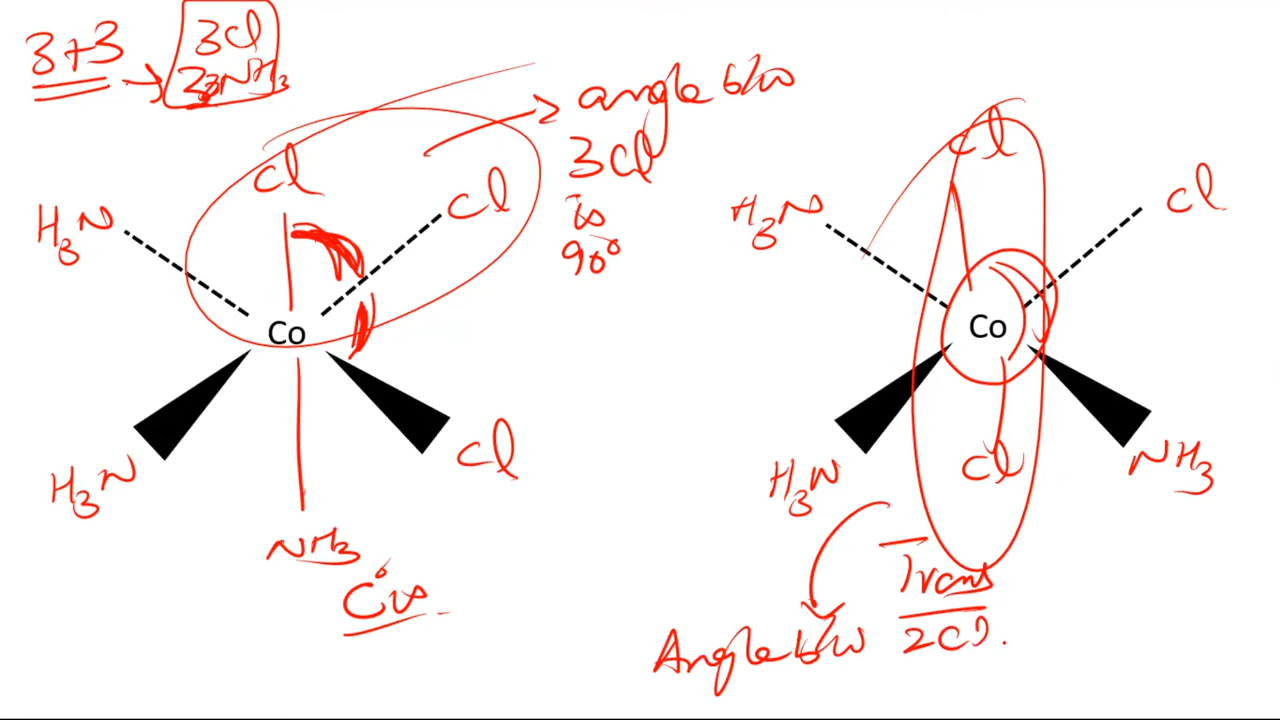 3+3 → 3Cl
3NH3
angle b/w
3Cl
is
90°
Cl
Cl
H3N
Co
H3N
Cl
NH3
Cis
Cl
H3N
Cl
Co
H3N
Cl
NH3
Trans
Angle b/w 2Cl.